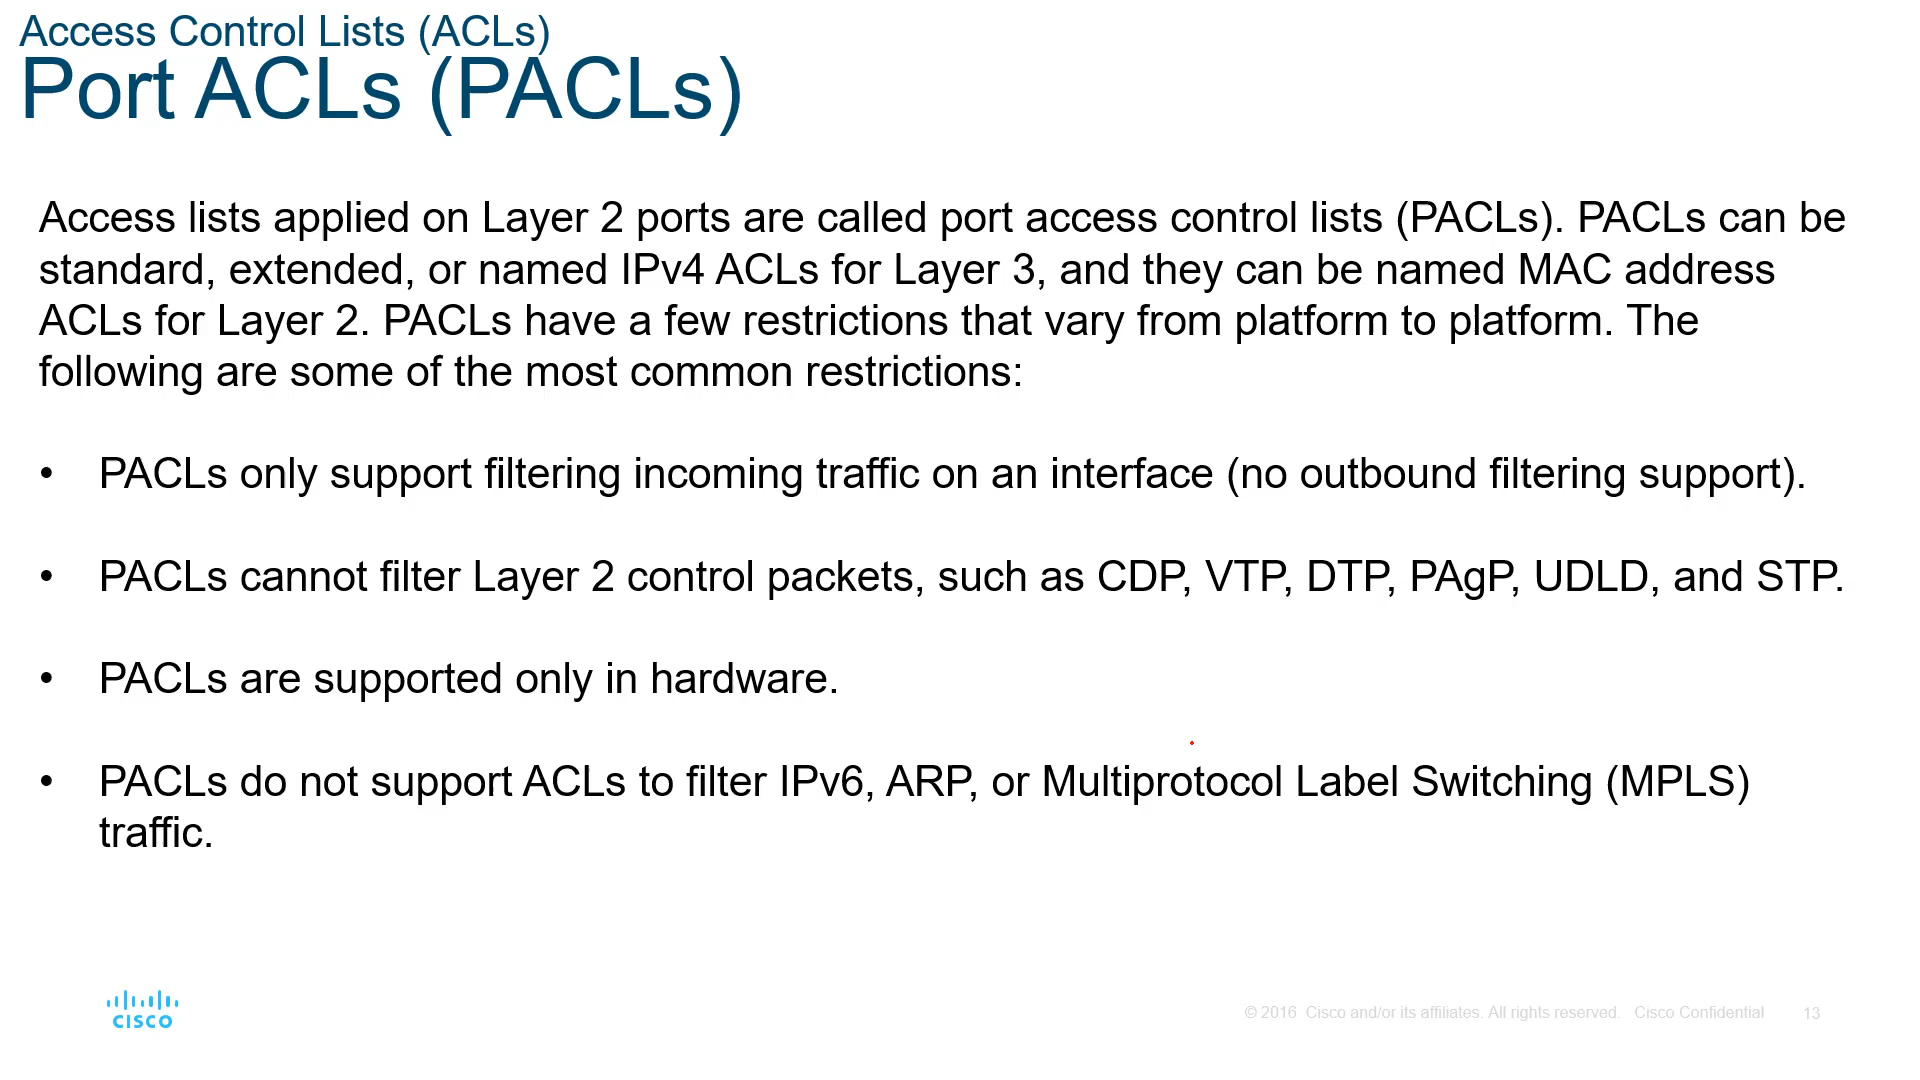 Access Control Lists (ACLs)
Port ACLs (PACLs)
Access lists applied on Layer 2 ports are called port access control lists (PACLs). PACLs can be
standard, extended, or named IPv4 ACLs for Layer 3, and they can be named MAC address
ACLs for Layer 2. PACLs have a few restrictions that vary from platform to platform. The
following are some of the most common restrictions:
• PACLs only support filtering incoming traffic on an interface (no outbound filtering support).
• PACLs cannot filter Layer 2 control packets, such as CDP, VTP, DTP, PAgP, UDLD, and STP.
• PACLs are supported only in hardware.
• PACLs do not support ACLs to filter IPv6, ARP, or Multiprotocol Label Switching (MPLS)
traffic.
CISCO
© 2016 Cisco and/or its affiliates. All rights reserved. Cisco Confidential 13